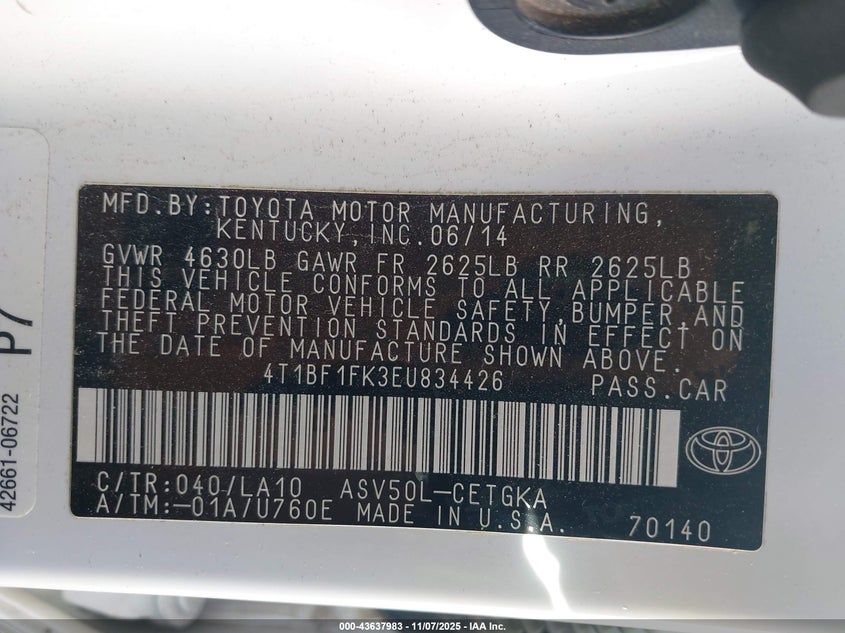 MFD.BY:TOYOTA MOTOR MANUFACTURING,
KENTUCKY,INC.06/14
GVWR 4630LB GAWR FR 2625LB RR 2625LB
THIS VEHICLE CONFORMS TO ALL APPLICABLE
FEDERAL MOTOR VEHICLE SAFETY,BUMPER,AND
THEFT PREVENTION STANDARDS IN EFFECT ON
THE DATE OF MANUFACTURE SHOWN ABOVE.
4T1BF1FK3EU834426 PASS.CAR
C/TR:040/LA10 ASV50L-CETGKA
A/TM:-01A/U760E MADE IN U.S.A. 70140
P7
42661-06722
000-43637983 - 11/07/2025 - IAA Inc.